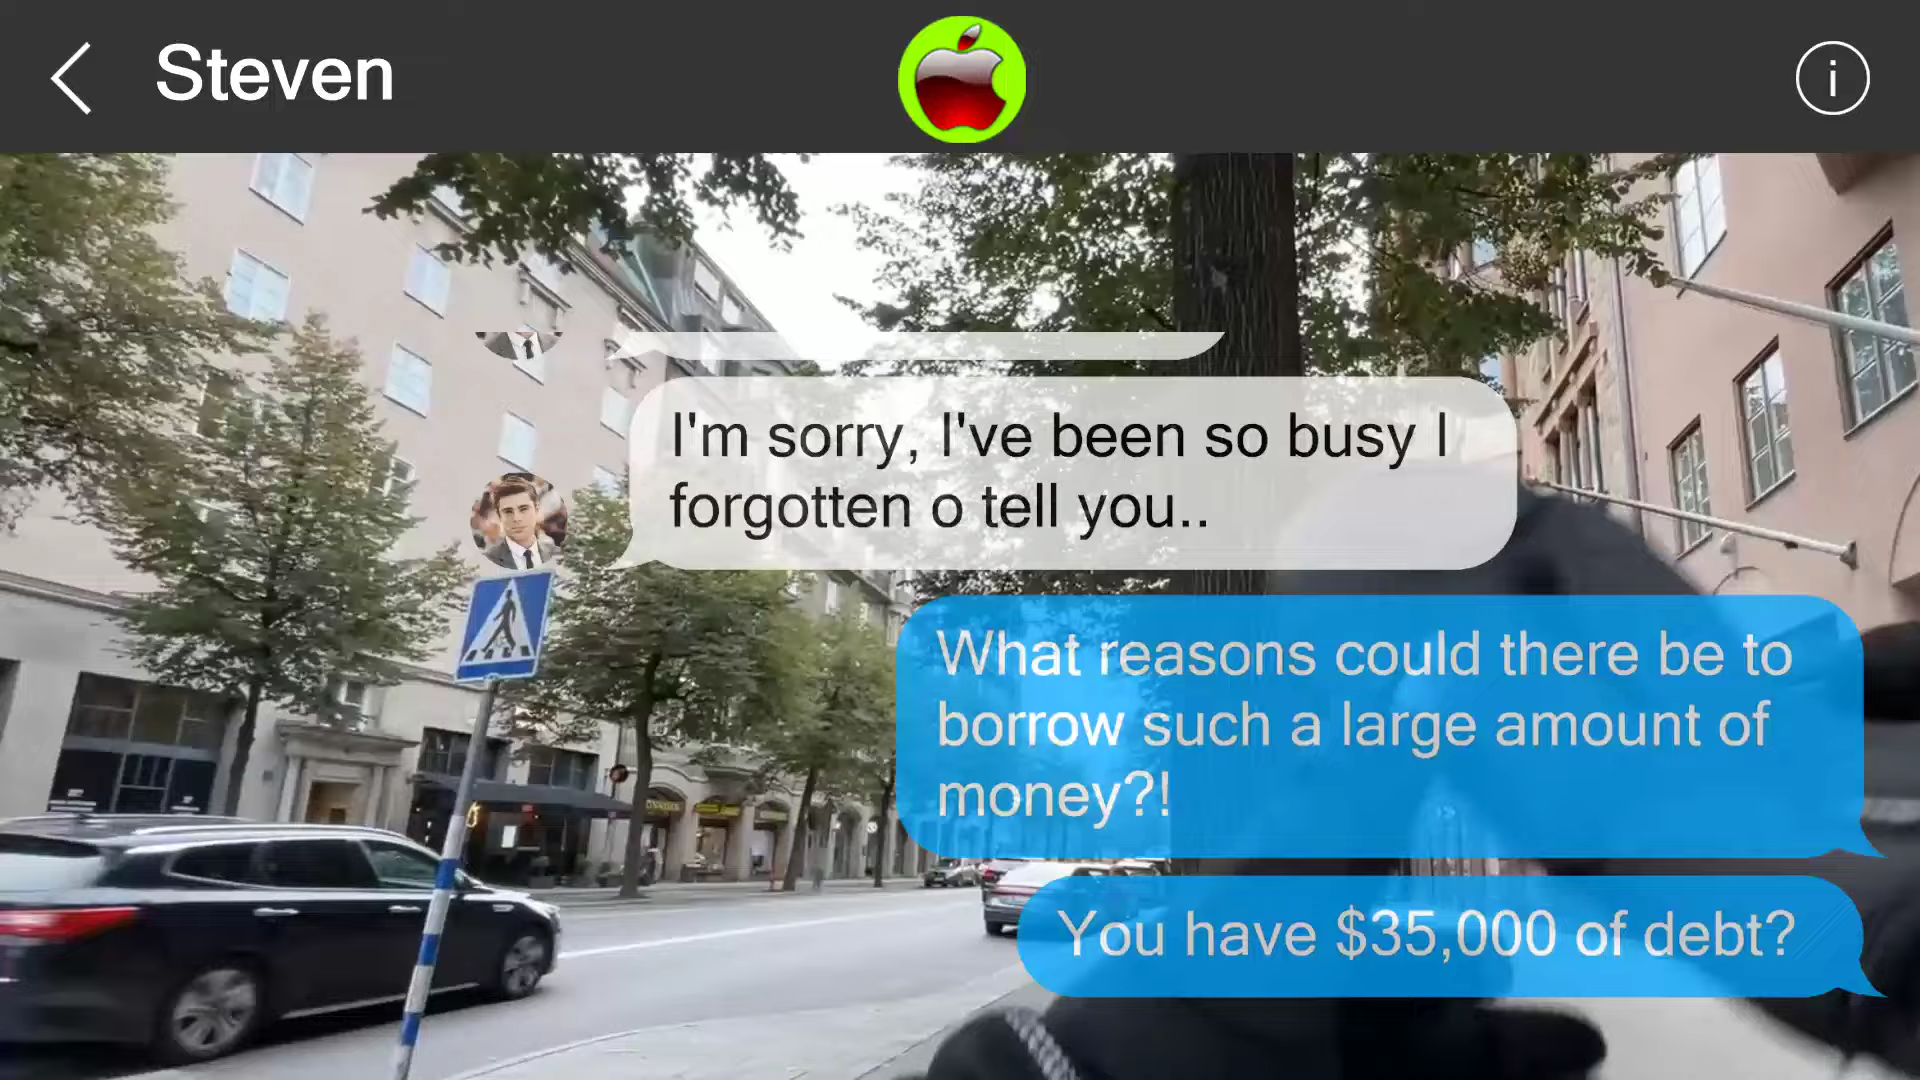 Steven
i
I'm sorry, I've been so busy I
forgotten o tell you..
What reasons could there be to
borrow such a large amount of
money?!
You have $35,000 of debt?